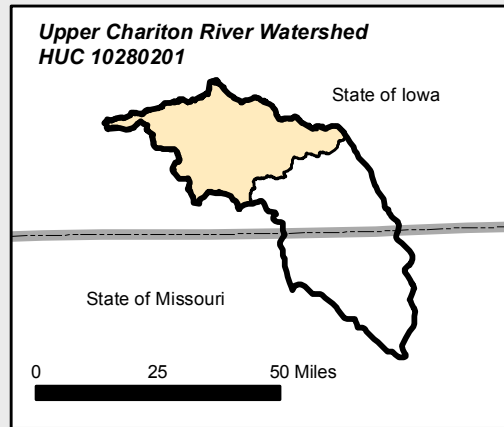 Upper Chariton River Watershed
HUC 10280201
State of Iowa
State of Missouri
0 25 50 Miles